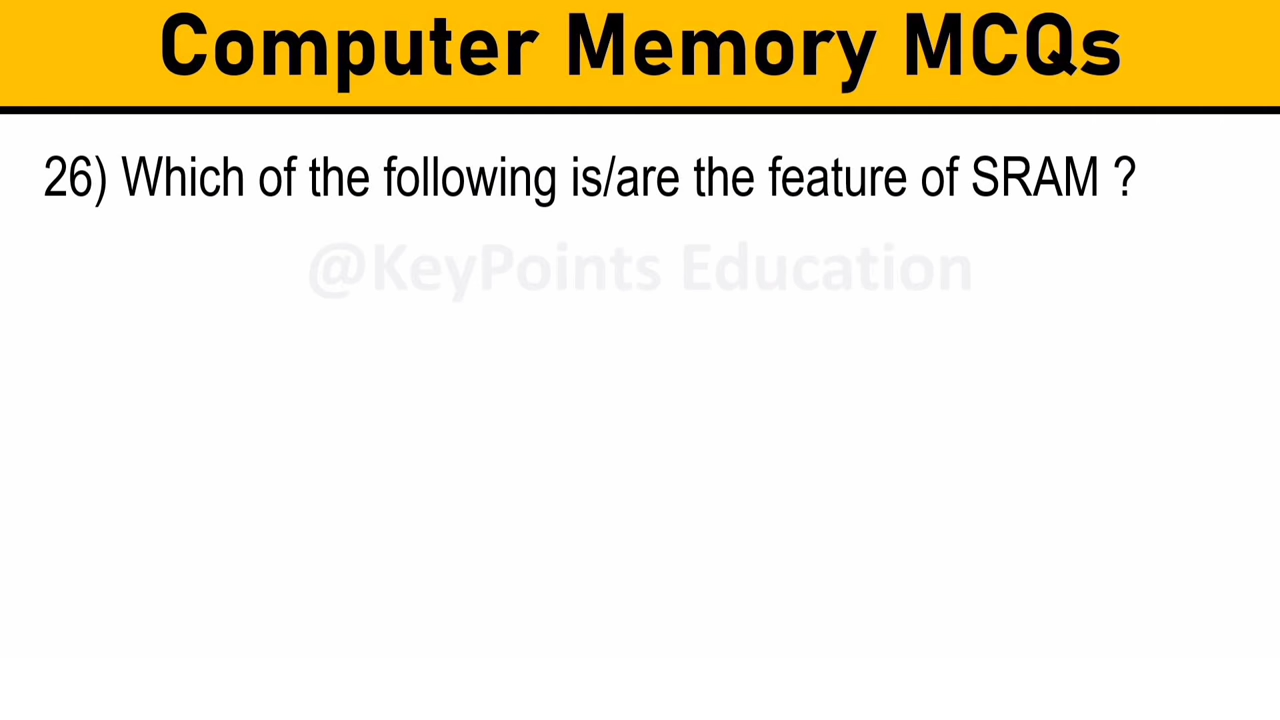 Computer Memory MCQs
26) Which of the following is/are the feature of SRAM ?
@KeyPoints Education